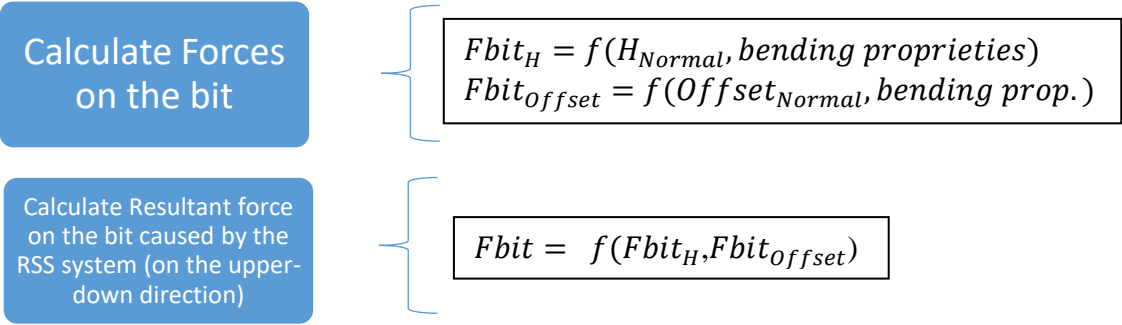 Calculate Forces
on the bit
Fbit_H = f(H_Normal, bending proprieties)
Fbit_Offset = f(Offset_Normal, bending prop.)
Calculate Resultant force
on the bit caused by the
RSS system (on the upper-
down direction)
Fbit = f(Fbit_H,Fbit_Offset)